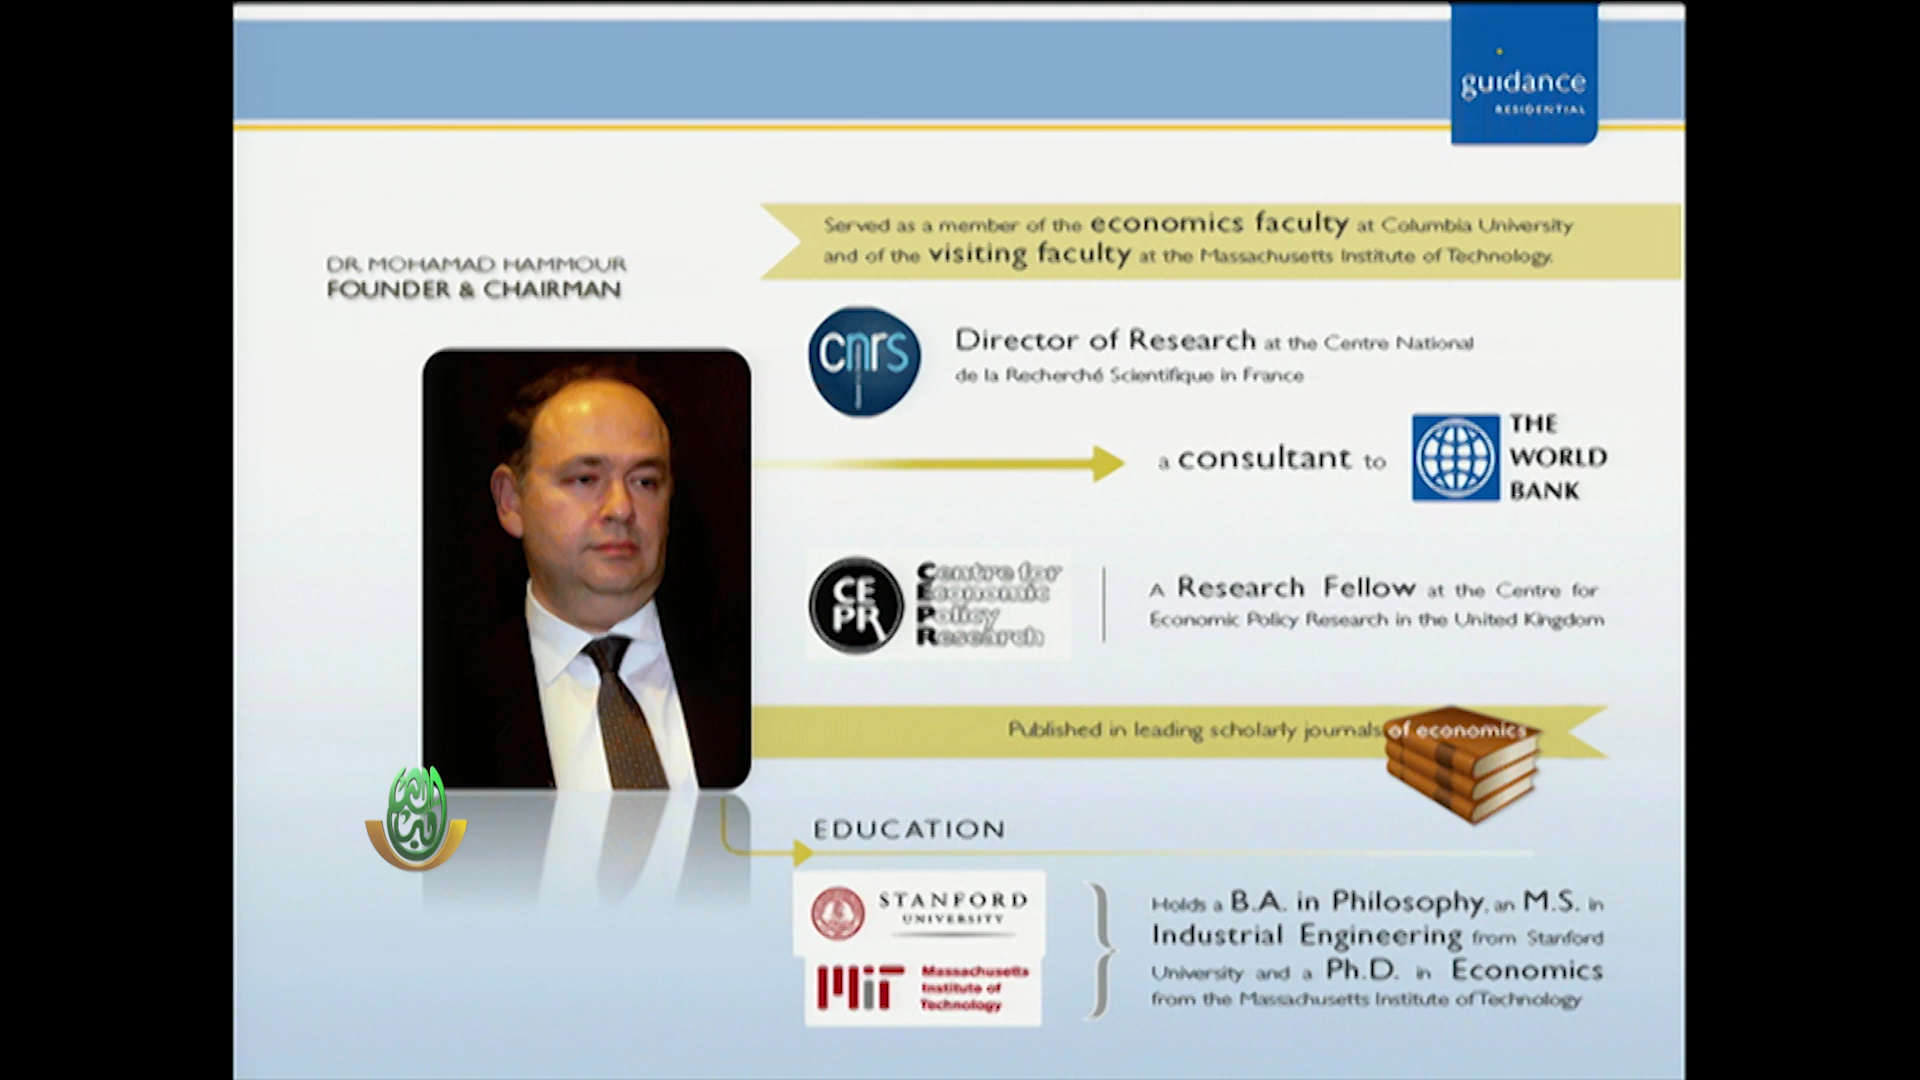 guidance
RESIDENTIAL
Served as a member of the economics faculty at Columbia University
and of the visiting faculty at the Massachusetts Institute of Technology.
DR. MOHAMAD HAMMOUR
FOUNDER & CHAIRMAN
cnrs
Director of Research at the Centre National
de la Recherché Scientifique in France
a consultant to
THE
WORLD
BANK
CE
PR
Centre for
Economic
Policy
Research
A Research Fellow at the Centre for
Economic Policy Research in the United Kingdom
Published in leading scholarly journals of economics
EDUCATION
STANFORD
UNIVERSITY
MIT
Massachusetts
Institute of
Technology
Holds a B.A. in Philosophy, an M.S. in
Industrial Engineering from Stanford
University and a Ph.D. in Economics
from the Massachusetts Institute of Technology